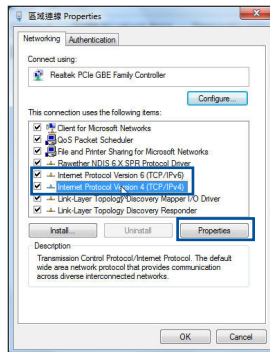 區域連線 Properties
Networking Authentication
Connect using:
Realtek PCIe GBE Family Controller
Configure...
This connection uses the following items:
Client for Microsoft Networks
QoS Packet Scheduler
File and Printer Sharing for Microsoft Networks
Rawether NDIS 6.X SPR Protocol Driver
Internet Protocol Version 6 (TCP/IPv6)
Internet Protocol Version 4 (TCP/IPv4)
Link-Layer Topology Discovery Mapper I/O Driver
Link-Layer Topology Discovery Responder
Install... Uninstall Properties
Description
Transmission Control Protocol/Internet Protocol. The default
wide area network protocol that provides communication
across diverse interconnected networks.
OK Cancel